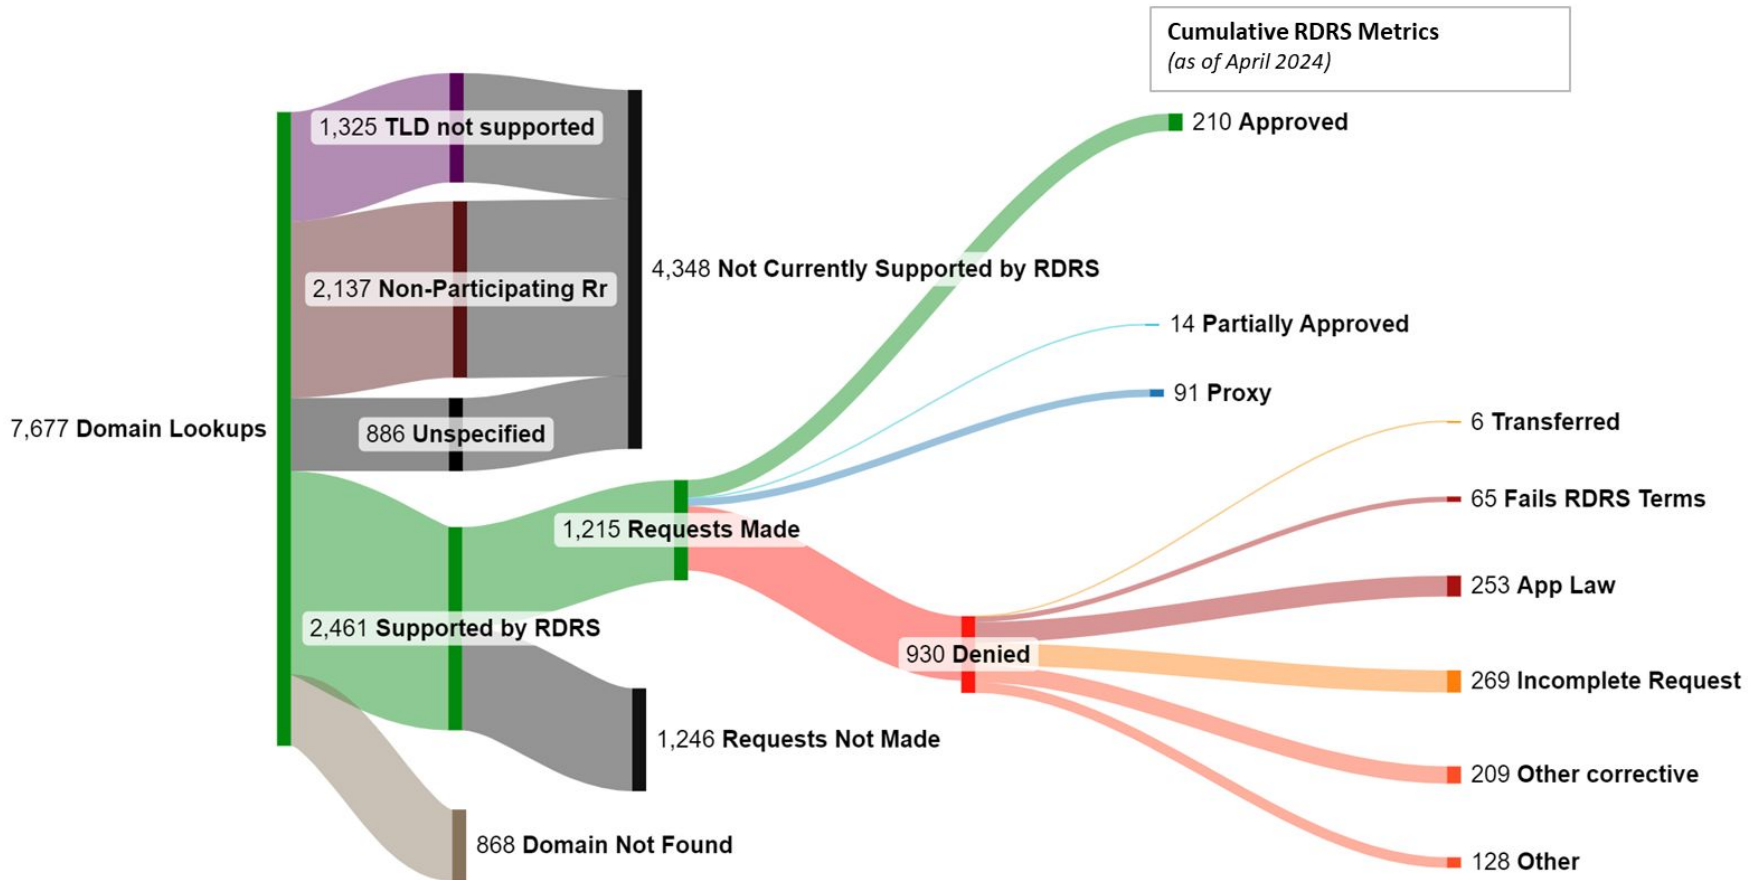 Cumulative RDRS Metrics
(as of April 2024)
1,325 TLD not supported
210 Approved
2,137 Non-Participating Rr
4,348 Not Currently Supported by RDRS
14 Partially Approved
91 Proxy
7,677 Domain Lookups
886 Unspecified
6 Transferred
65 Fails RDRS Terms
1,215 Requests Made
253 App Law
2,461 Supported by RDRS
930 Denied
269 Incomplete Request
1,246 Requests Not Made
209 Other corrective
868 Domain Not Found
128 Other